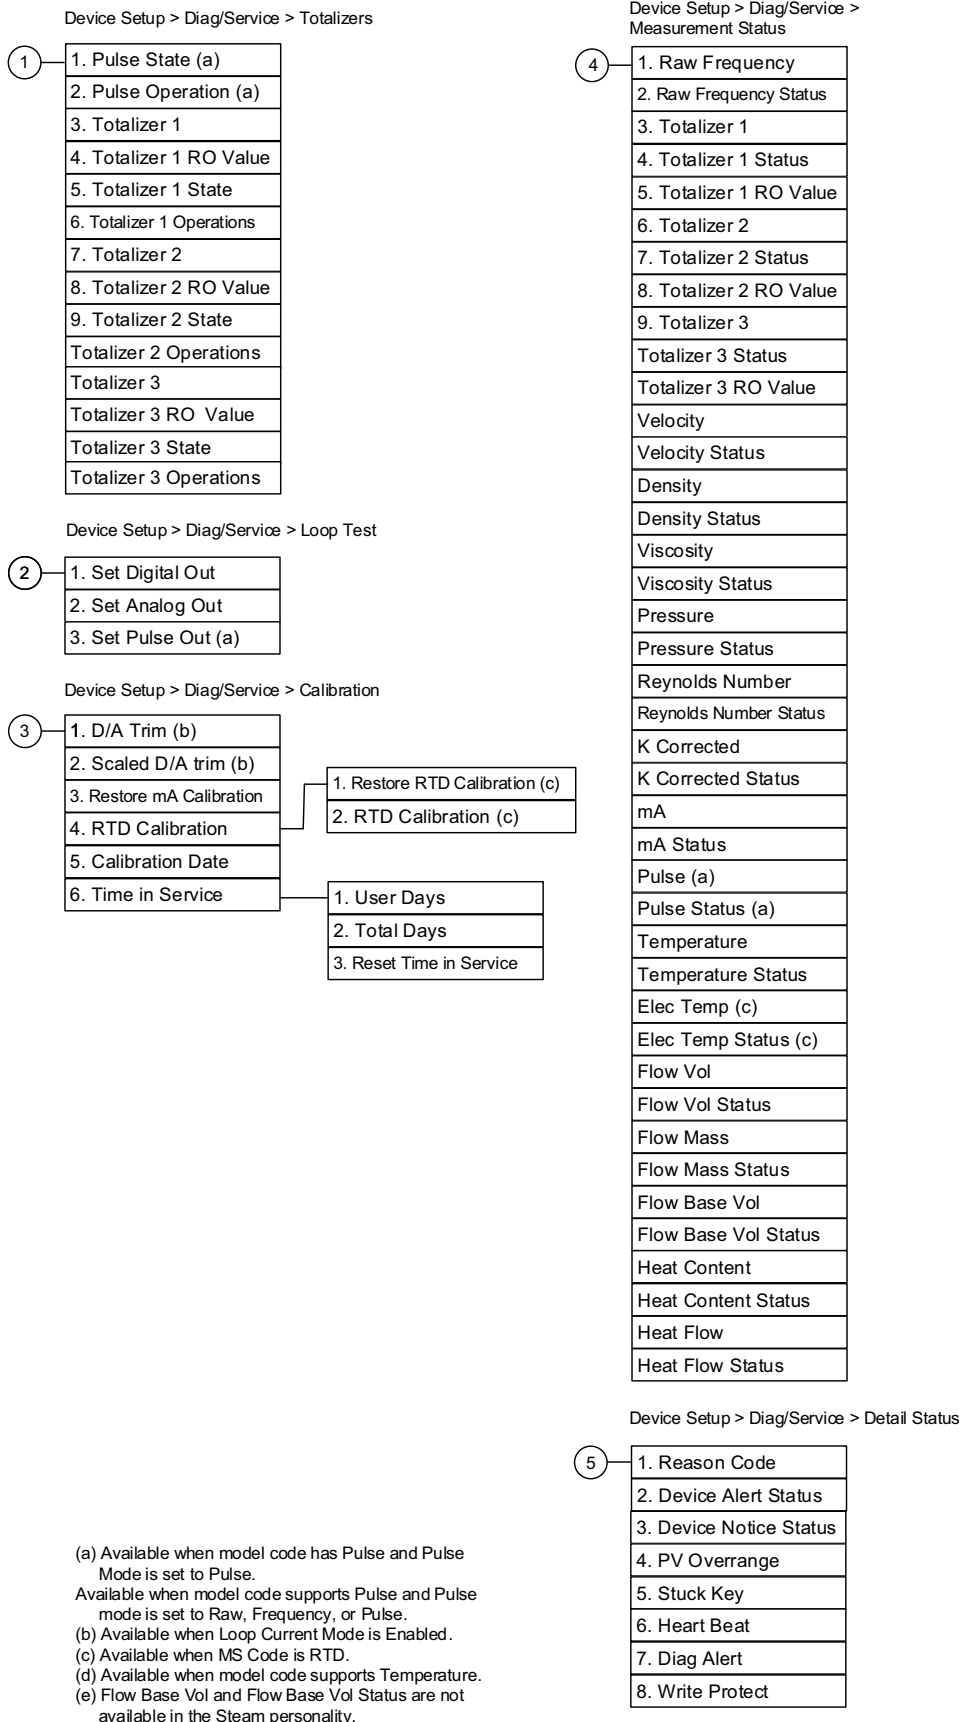 Device Setup > Diag/Service > Totalizers
1
1. Pulse State (a)
2. Pulse Operation (a)
3. Totalizer 1
4. Totalizer 1 RO Value
5. Totalizer 1 State
6. Totalizer 1 Operations
7. Totalizer 2
8. Totalizer 2 RO Value
9. Totalizer 2 State
Totalizer 2 Operations
Totalizer 3
Totalizer 3 RO Value
Totalizer 3 State
Totalizer 3 Operations
Device Setup > Diag/Service > Loop Test
2
1. Set Digital Out
2. Set Analog Out
3. Set Pulse Out (a)
Device Setup > Diag/Service > Calibration
3
1. D/A Trim (b)
2. Scaled D/A trim (b)
3. Restore mA Calibration
4. RTD Calibration
5. Calibration Date
6. Time in Service
1. Restore RTD Calibration (c)
2. RTD Calibration (c)
1. User Days
2. Total Days
3. Reset Time in Service
Device Setup > Diag/Service >
Measurement Status
4
1. Raw Frequency
2. Raw Frequency Status
3. Totalizer 1
4. Totalizer 1 Status
5. Totalizer 1 RO Value
6. Totalizer 2
7. Totalizer 2 Status
8. Totalizer 2 RO Value
9. Totalizer 3
Totalizer 3 Status
Totalizer 3 RO Value
Velocity
Velocity Status
Density
Density Status
Viscosity
Viscosity Status
Pressure
Pressure Status
Reynolds Number
Reynolds Number Status
K Corrected
K Corrected Status
mA
mA Status
Pulse (a)
Pulse Status (a)
Temperature
Temperature Status
Elec Temp (c)
Elec Temp Status (c)
Flow Vol
Flow Vol Status
Flow Mass
Flow Mass Status
Flow Base Vol
Flow Base Vol Status
Heat Content
Heat Content Status
Heat Flow
Heat Flow Status
Device Setup > Diag/Service > Detail Status
5
1. Reason Code
2. Device Alert Status
3. Device Notice Status
4. PV Overrange
5. Stuck Key
6. Heart Beat
7. Diag Alert
8. Write Protect
(a) Available when model code has Pulse and Pulse
Mode is set to Pulse.
Available when model code supports Pulse and Pulse
mode is set to Raw, Frequency, or Pulse.
(b) Available when Loop Current Mode is Enabled.
(c) Available when MS Code is RTD.
(d) Available when model code supports Temperature.
(e) Flow Base Vol and Flow Base Vol Status are not
available in the Steam personality.